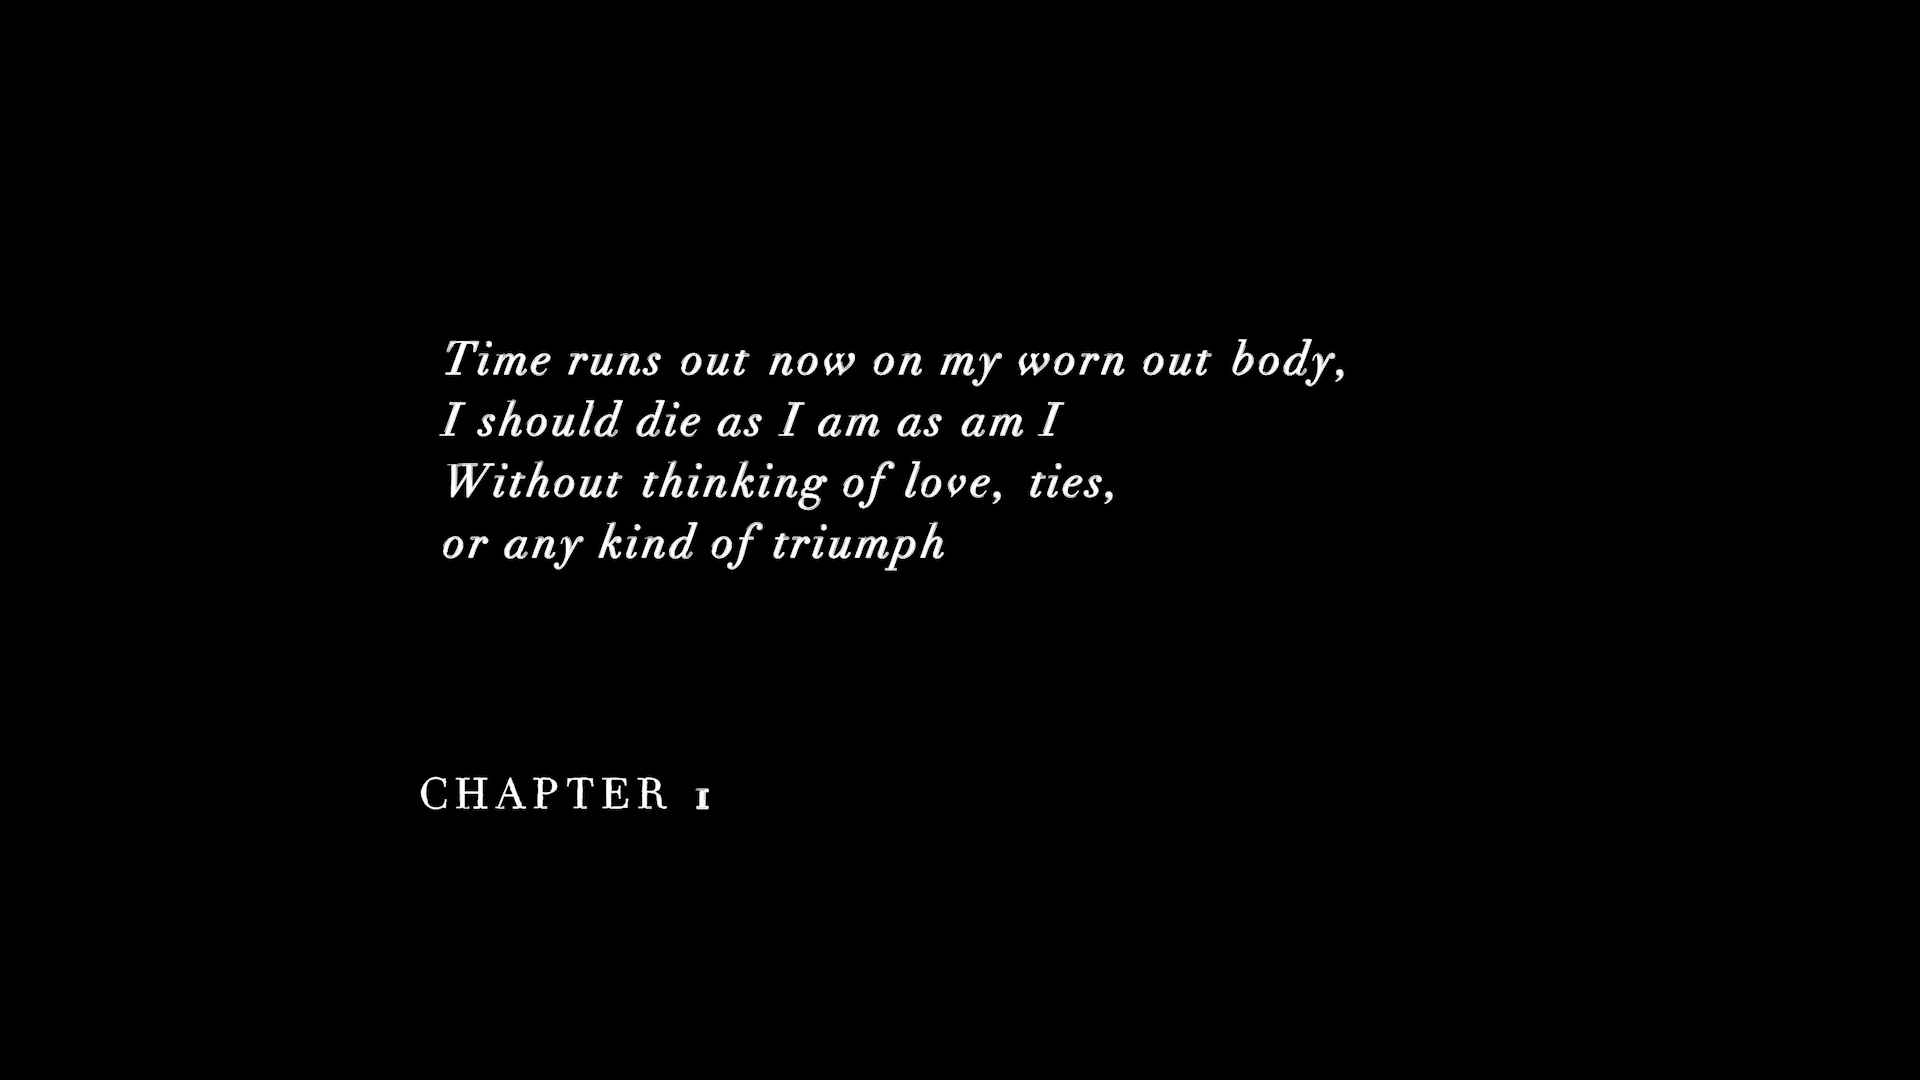 Time runs out now on my worn out body,
I should die as I am as am I
Without thinking of love, ties,
or any kind of triumph
CHAPTER 1